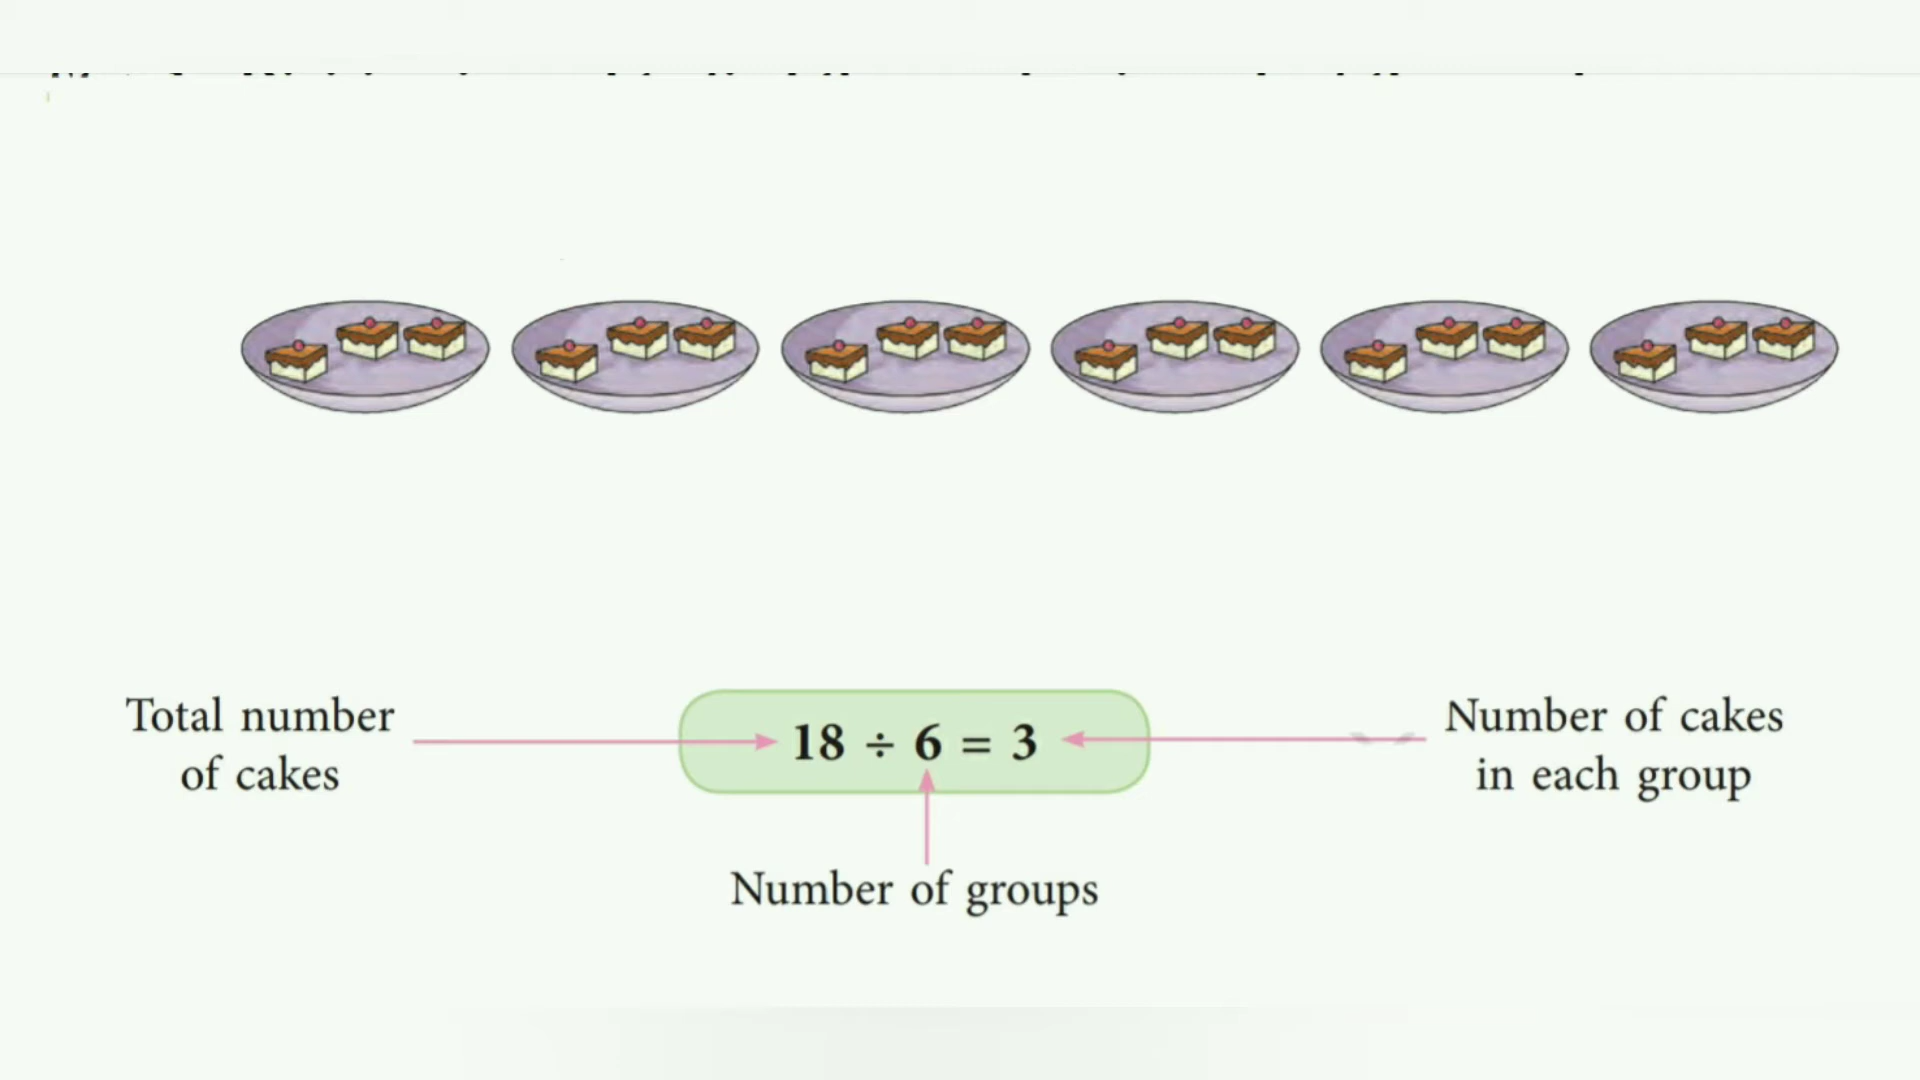 18 ÷ 6 = 3
Total number
of cakes
Number of cakes
in each group
Number of groups